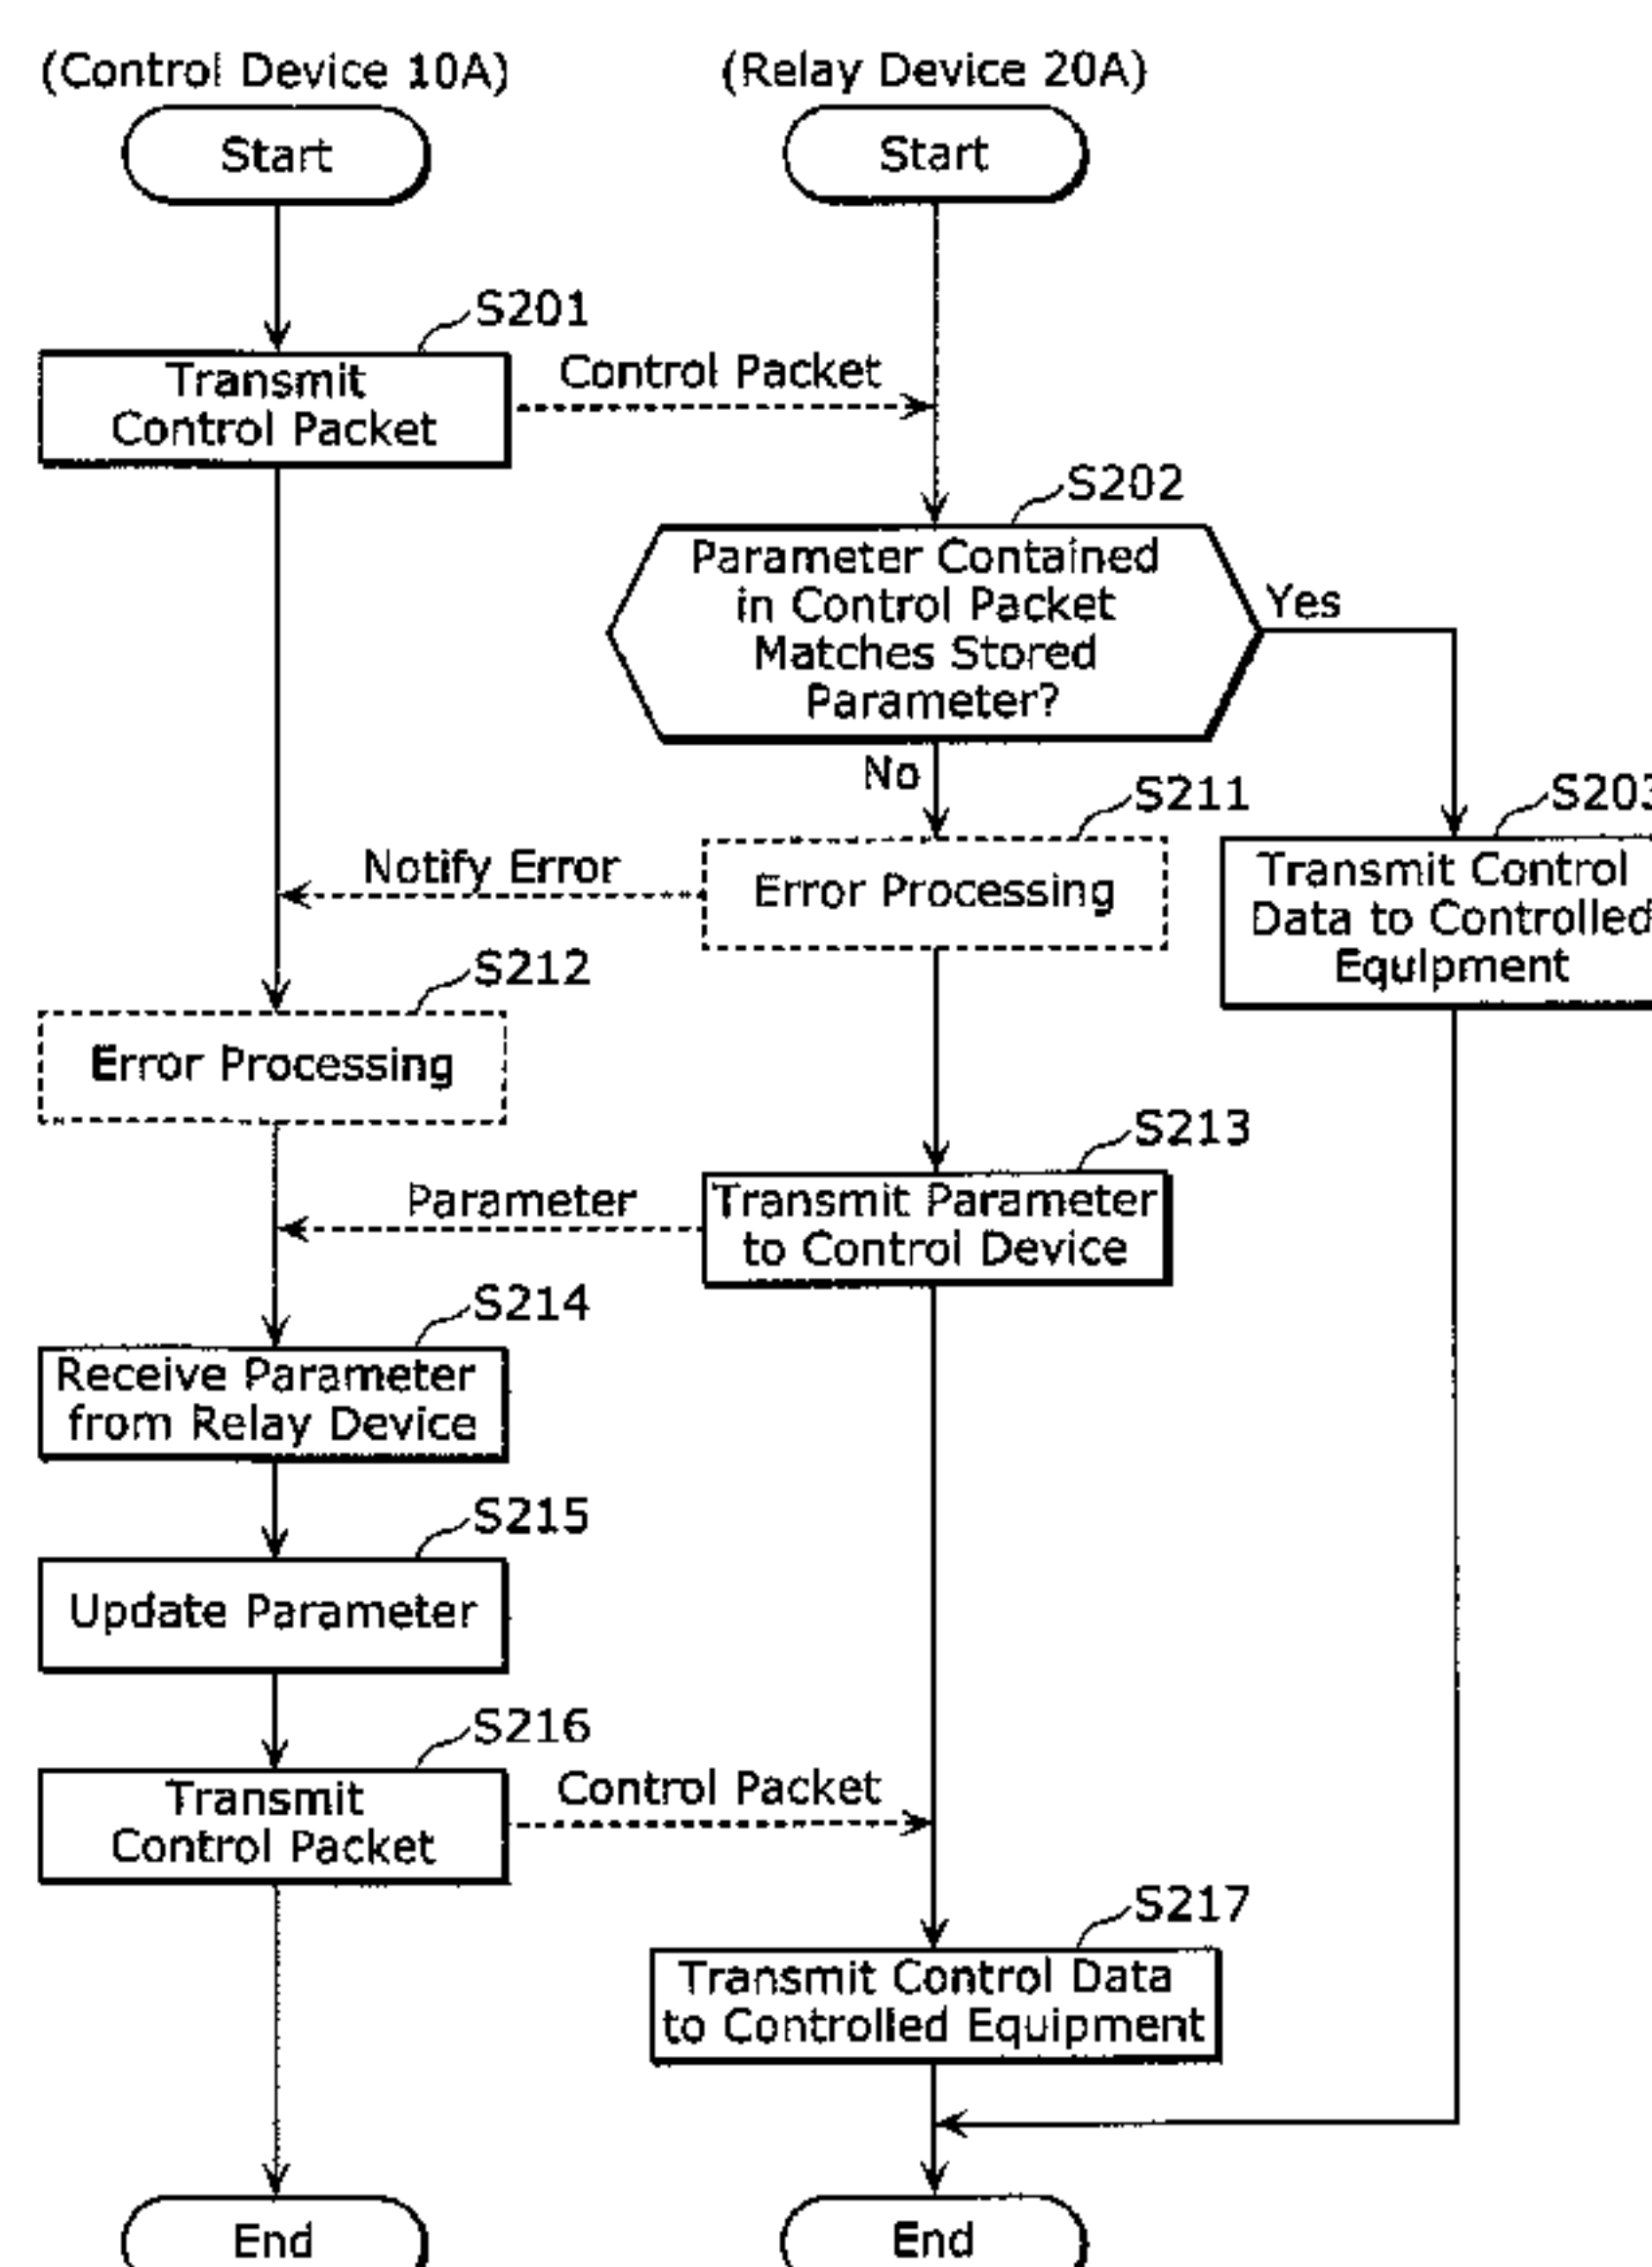 (Control Device 10A)
(Relay Device 20A)
Start
Start
S201
Transmit
Control Packet
Control Packet
S202
Parameter Contained
in Control Packet
Matches Stored
Parameter?
Yes
No
S211
S203
Notify Error
Error Processing
Transmit Control
Data to Controlled
Equipment
S212
Error Processing
S213
Parameter
Transmit Parameter
to Control Device
S214
Receive Parameter
from Relay Device
S215
Update Parameter
S216
Transmit
Control Packet
Control Packet
S217
Transmit Control Data
to Controlled Equipment
End
End